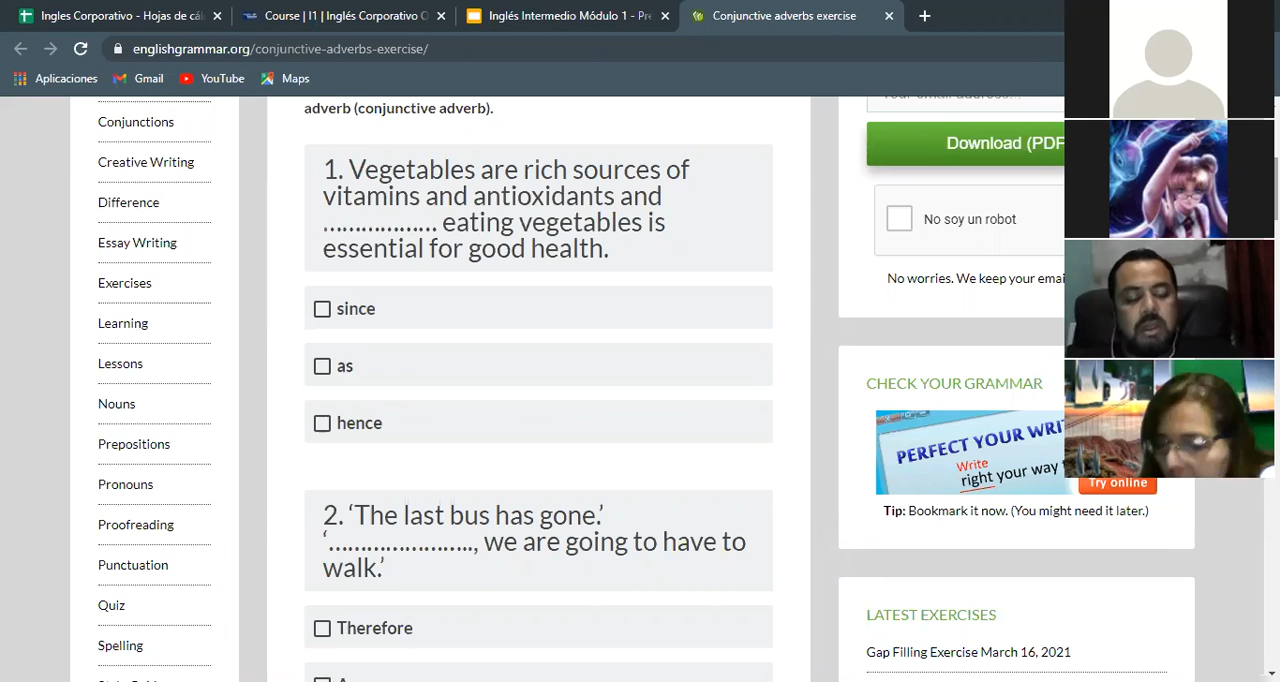 Ingles Corporativo - Hojas de cál
Course | I1 | Inglés Corporativo
Inglés Intermedio Módulo 1 - Pre
Conjunctive adverbs exercise
englishgrammar.org/conjunctive-adverbs-exercise/
Aplicaciones
Gmail
YouTube
Maps
Conjunctions
Creative Writing
Difference
Essay Writing
Exercises
Learning
Lessons
Nouns
Prepositions
Pronouns
Proofreading
Punctuation
Quiz
Spelling
adverb (conjunctive adverb).
1. Vegetables are rich sources of
vitamins and antioxidants and
……………… eating vegetables is
essential for good health.
since
as
hence
2. ‘The last bus has gone.’
‘………………….., we are going to have to
walk.’
Therefore
Your email address...
Download (PDF
No soy un robot
No worries. We keep your emai
CHECK YOUR GRAMMAR
PERFECT YOUR WRI
Write
right your way
Try online
Tip: Bookmark it now. (You might need it later.)
LATEST EXERCISES
Gap Filling Exercise March 16, 2021